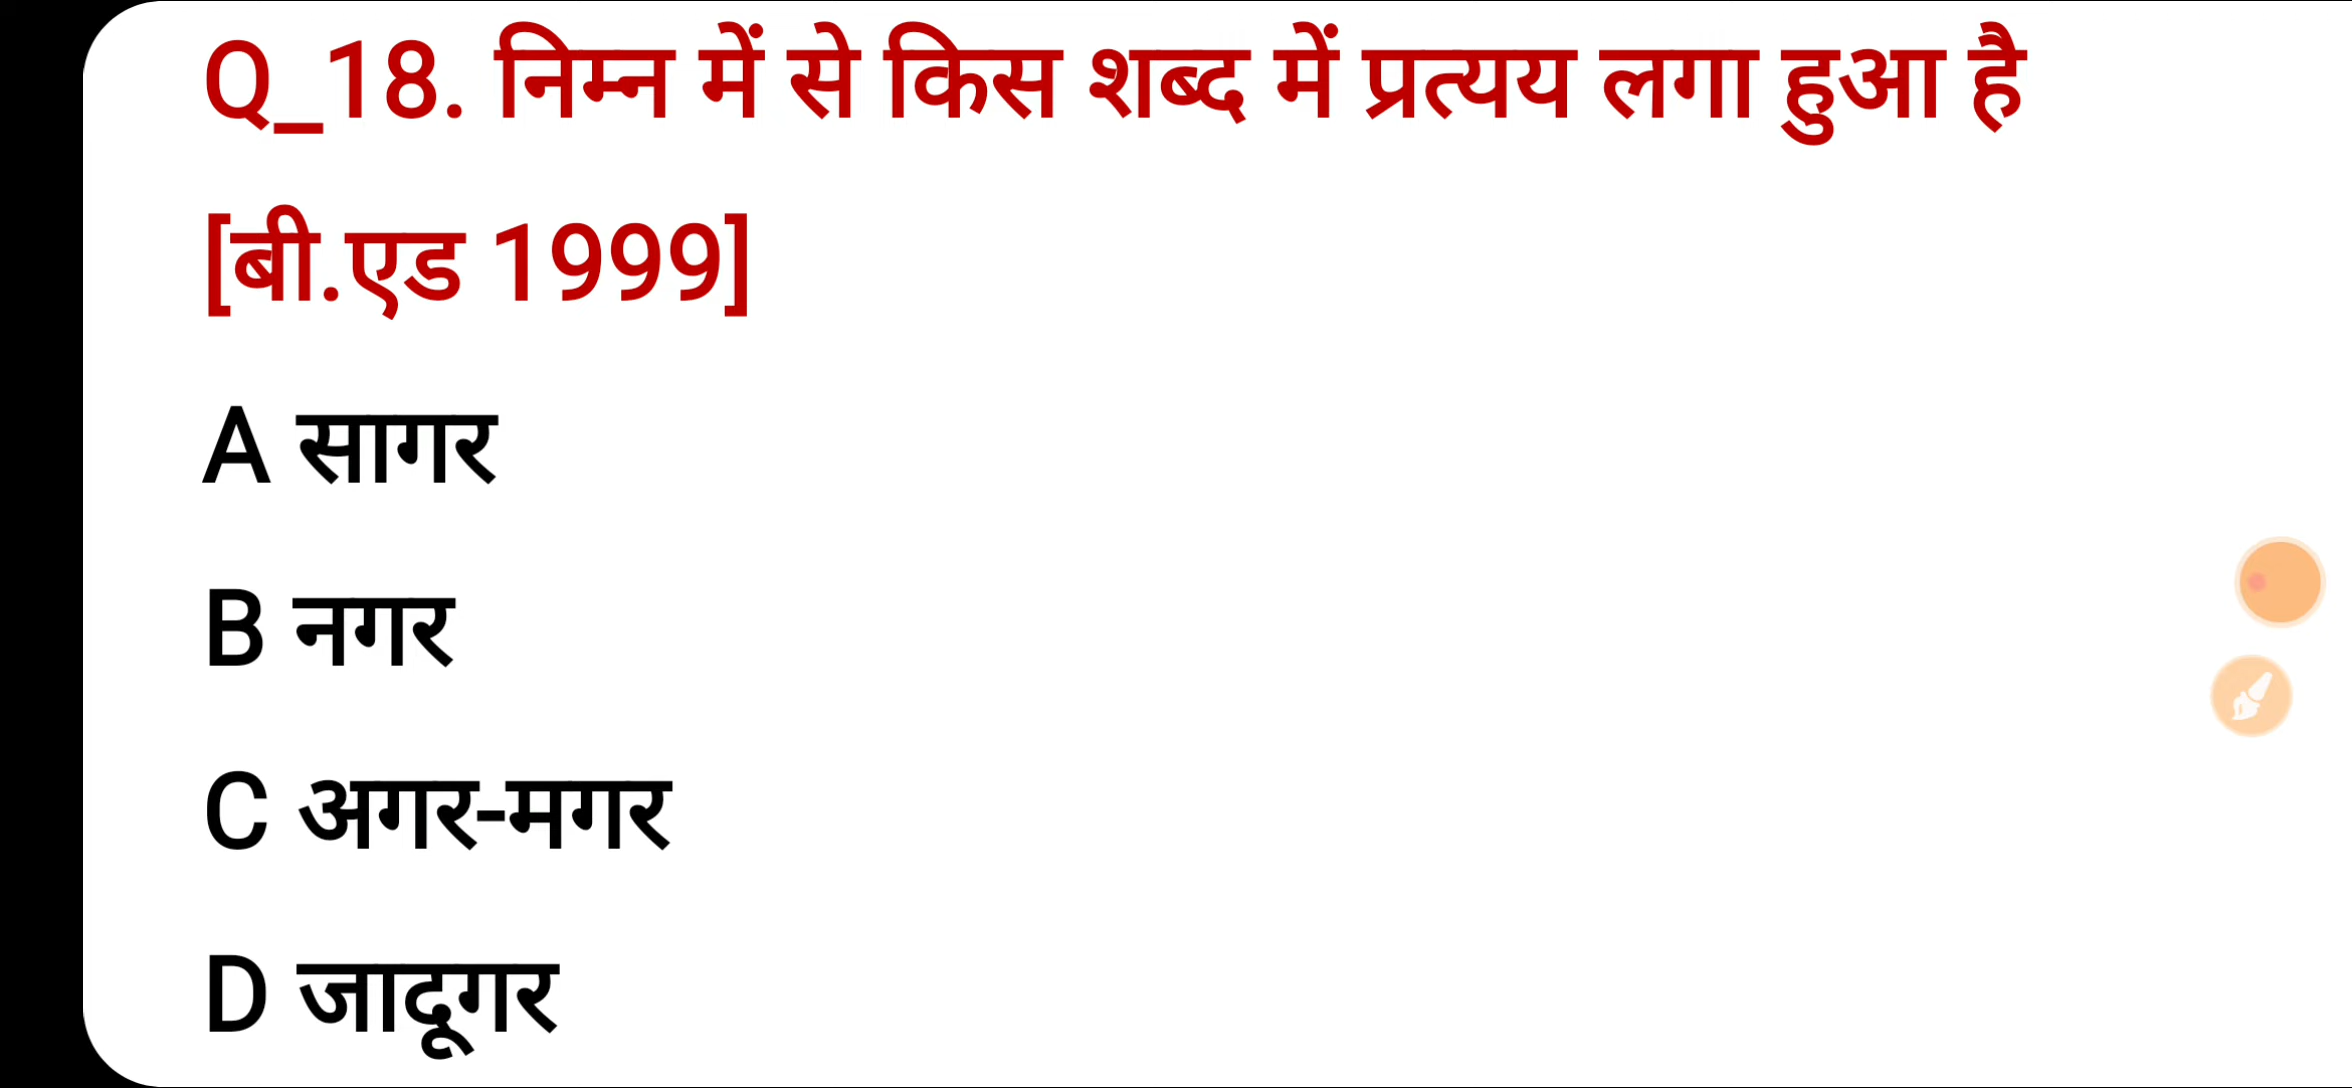 Q_18. निम्न में से किस शब्द में प्रत्यय लगा हुआ है
[बी.एड 1999]
A सागर
B नगर
C अगर-मगर
D जादूगर